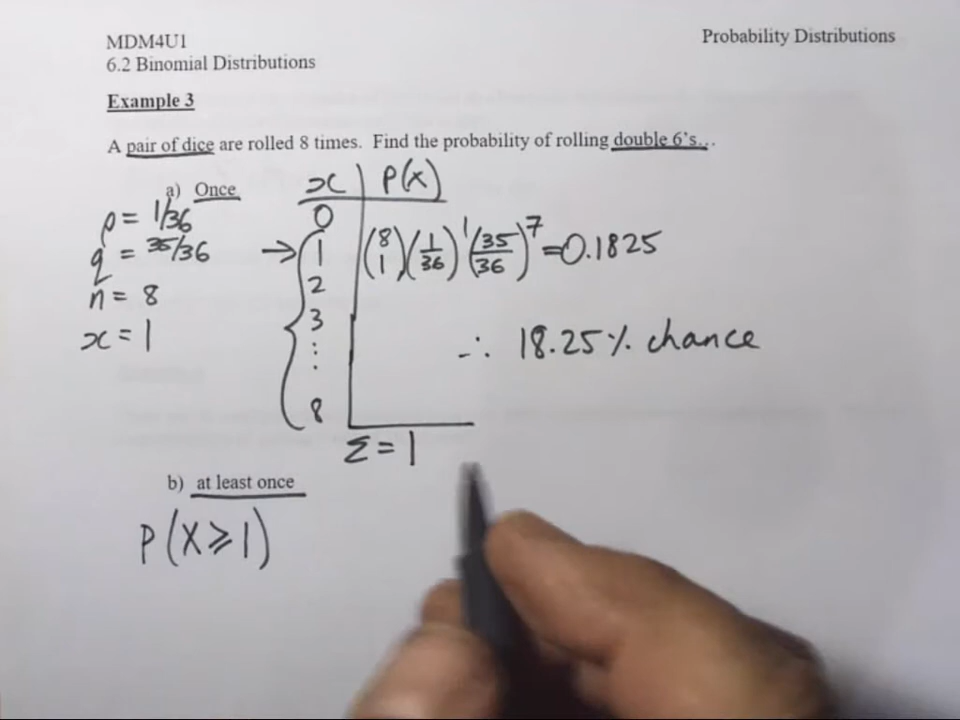 MDM4U1
Probability Distributions
6.2 Binomial Distributions
Example 3
A pair of dice are rolled 8 times. Find the probability of rolling double 6's...
a) Once
p = 1/36
q = 35/36
n = 8
x = 1
x | P(x)
0
→ 1 | (8 1)(1/36)^1(35/36)^7 = 0.1825
2
3
⋮
8
∴ 18.25% chance
Σ = 1
b) at least once
P(X ≥ 1)